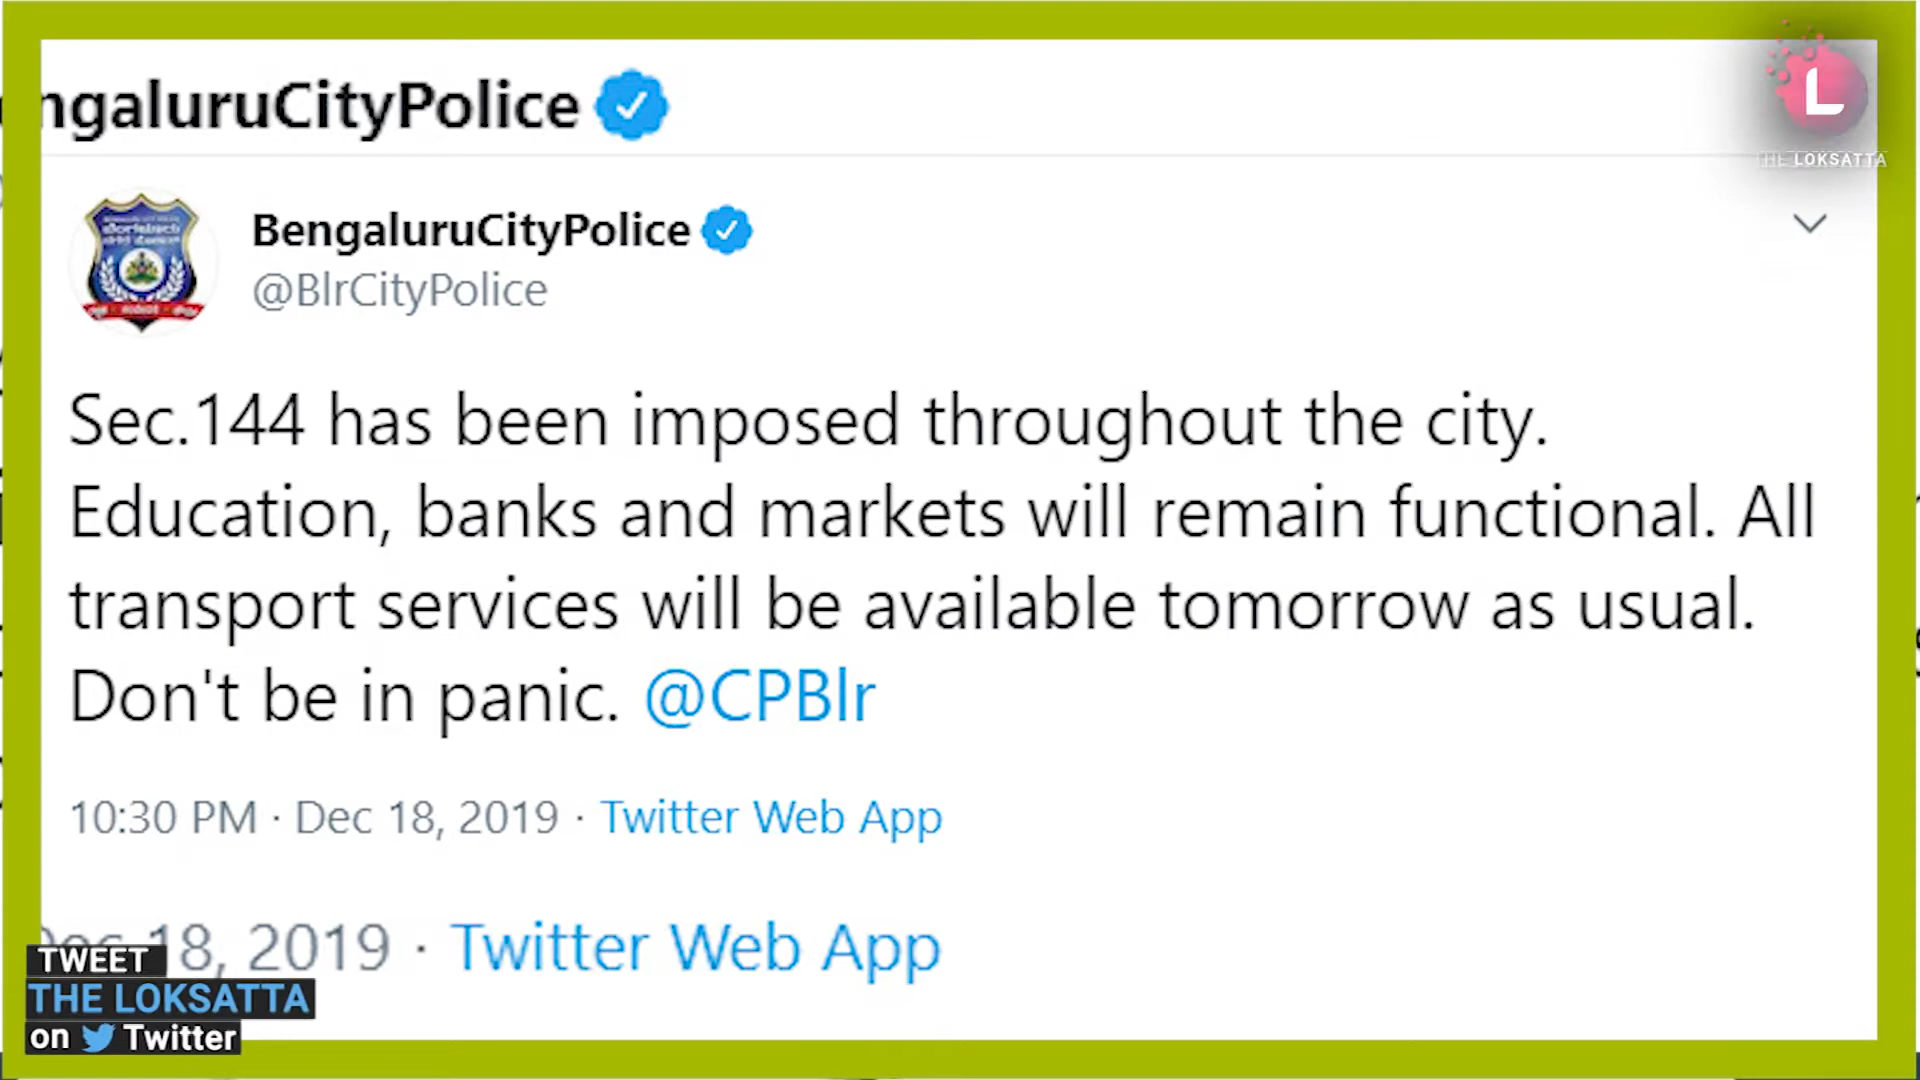 ngaluruCityPolice
L
THE LOKSATTA
BengaluruCityPolice
@BlrCityPolice
Sec.144 has been imposed throughout the city.
Education, banks and markets will remain functional. All
transport services will be available tomorrow as usual.
Don't be in panic. @CPBlr
10:30 PM · Dec 18, 2019 · Twitter Web App
18, 2019 · Twitter Web App
TWEET
THE LOKSATTA
on Twitter